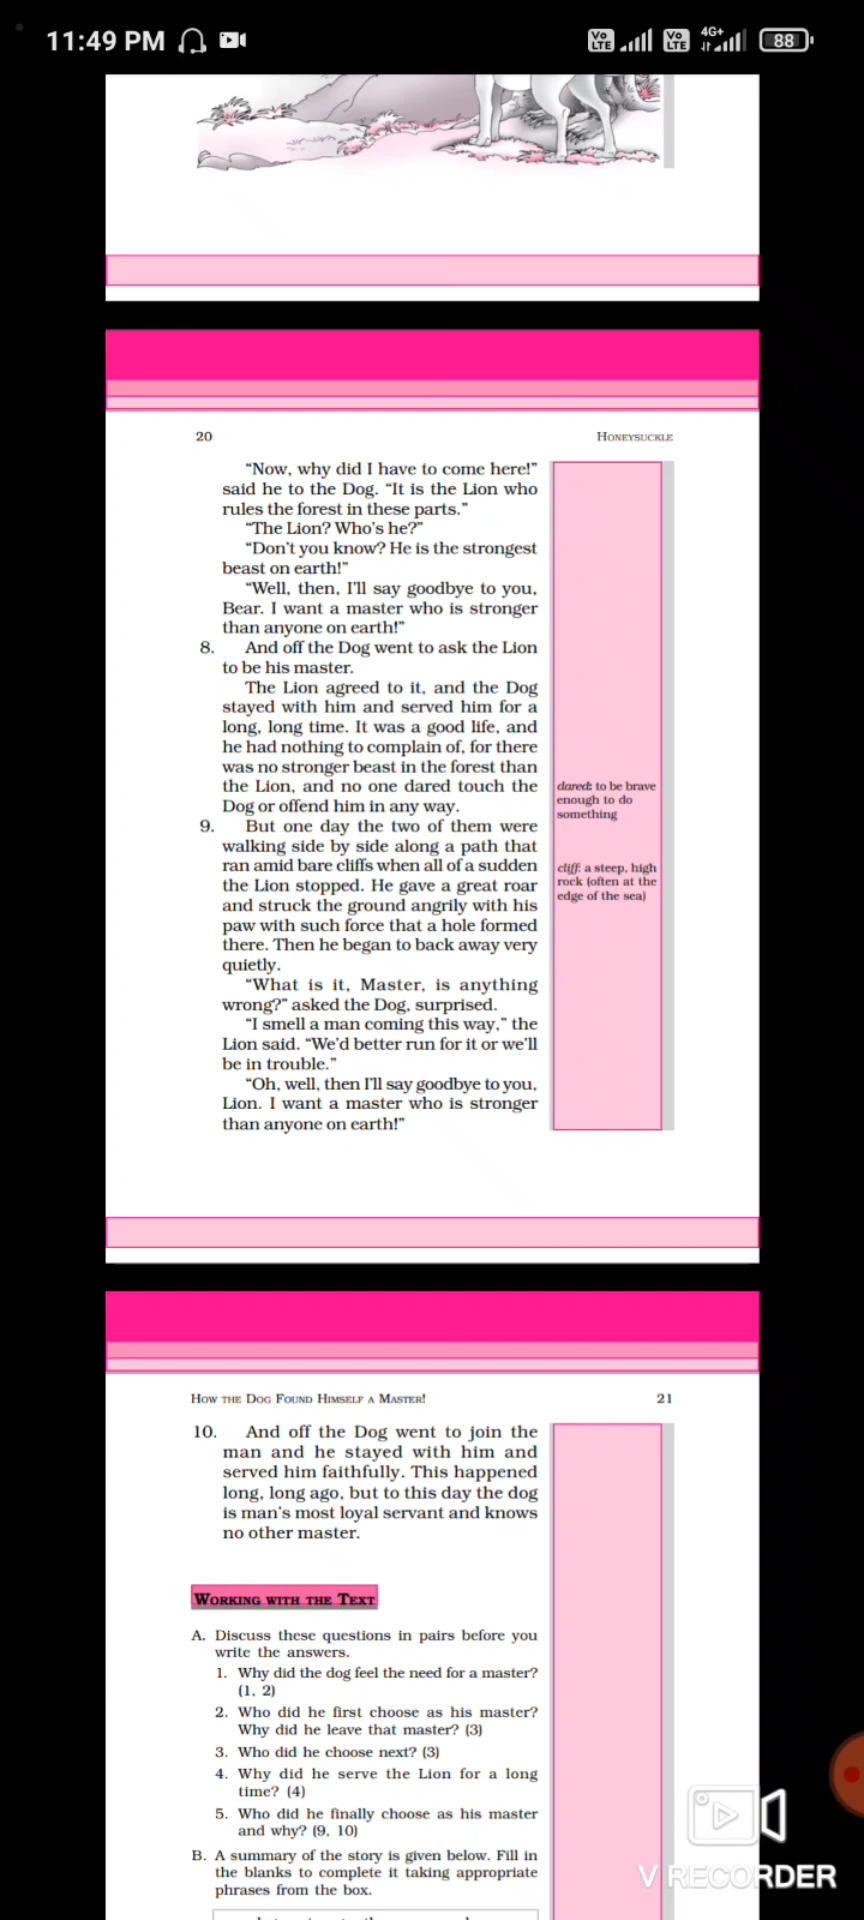 11:49 PM
Vo LTE
Vo LTE
4G+
88
20
HONEYSUCKLE
“Now, why did I have to come here!”
said he to the Dog. “It is the Lion who
rules the forest in these parts.”
“The Lion? Who’s he?”
“Don’t you know? He is the strongest
beast on earth!”
“Well, then, I’ll say goodbye to you,
Bear. I want a master who is stronger
than anyone on earth!”
8. And off the Dog went to ask the Lion
to be his master.
The Lion agreed to it, and the Dog
stayed with him and served him for a
long, long time. It was a good life, and
he had nothing to complain of, for there
was no stronger beast in the forest than
the Lion, and no one dared touch the
Dog or offend him in any way.
dared: to be brave
enough to do
something
9. But one day the two of them were
walking side by side along a path that
ran amid bare cliffs when all of a sudden
the Lion stopped. He gave a great roar
and struck the ground angrily with his
paw with such force that a hole formed
there. Then he began to back away very
quietly.
cliff: a steep, high
rock (often at the
edge of the sea)
“What is it, Master, is anything
wrong?” asked the Dog, surprised.
“I smell a man coming this way,” the
Lion said. “We’d better run for it or we’ll
be in trouble.”
“Oh, well, then I’ll say goodbye to you,
Lion. I want a master who is stronger
than anyone on earth!”
HOW THE DOG FOUND HIMSELF A MASTER!
21
10. And off the Dog went to join the
man and he stayed with him and
served him faithfully. This happened
long, long ago, but to this day the dog
is man’s most loyal servant and knows
no other master.
WORKING WITH THE TEXT
A. Discuss these questions in pairs before you
write the answers.
1. Why did the dog feel the need for a master?
(1, 2)
2. Who did he first choose as his master?
Why did he leave that master? (3)
3. Who did he choose next? (3)
4. Why did he serve the Lion for a long
time? (4)
5. Who did he finally choose as his master
and why? (9, 10)
B. A summary of the story is given below. Fill in
the blanks to complete it taking appropriate
phrases from the box.
V RECORDER